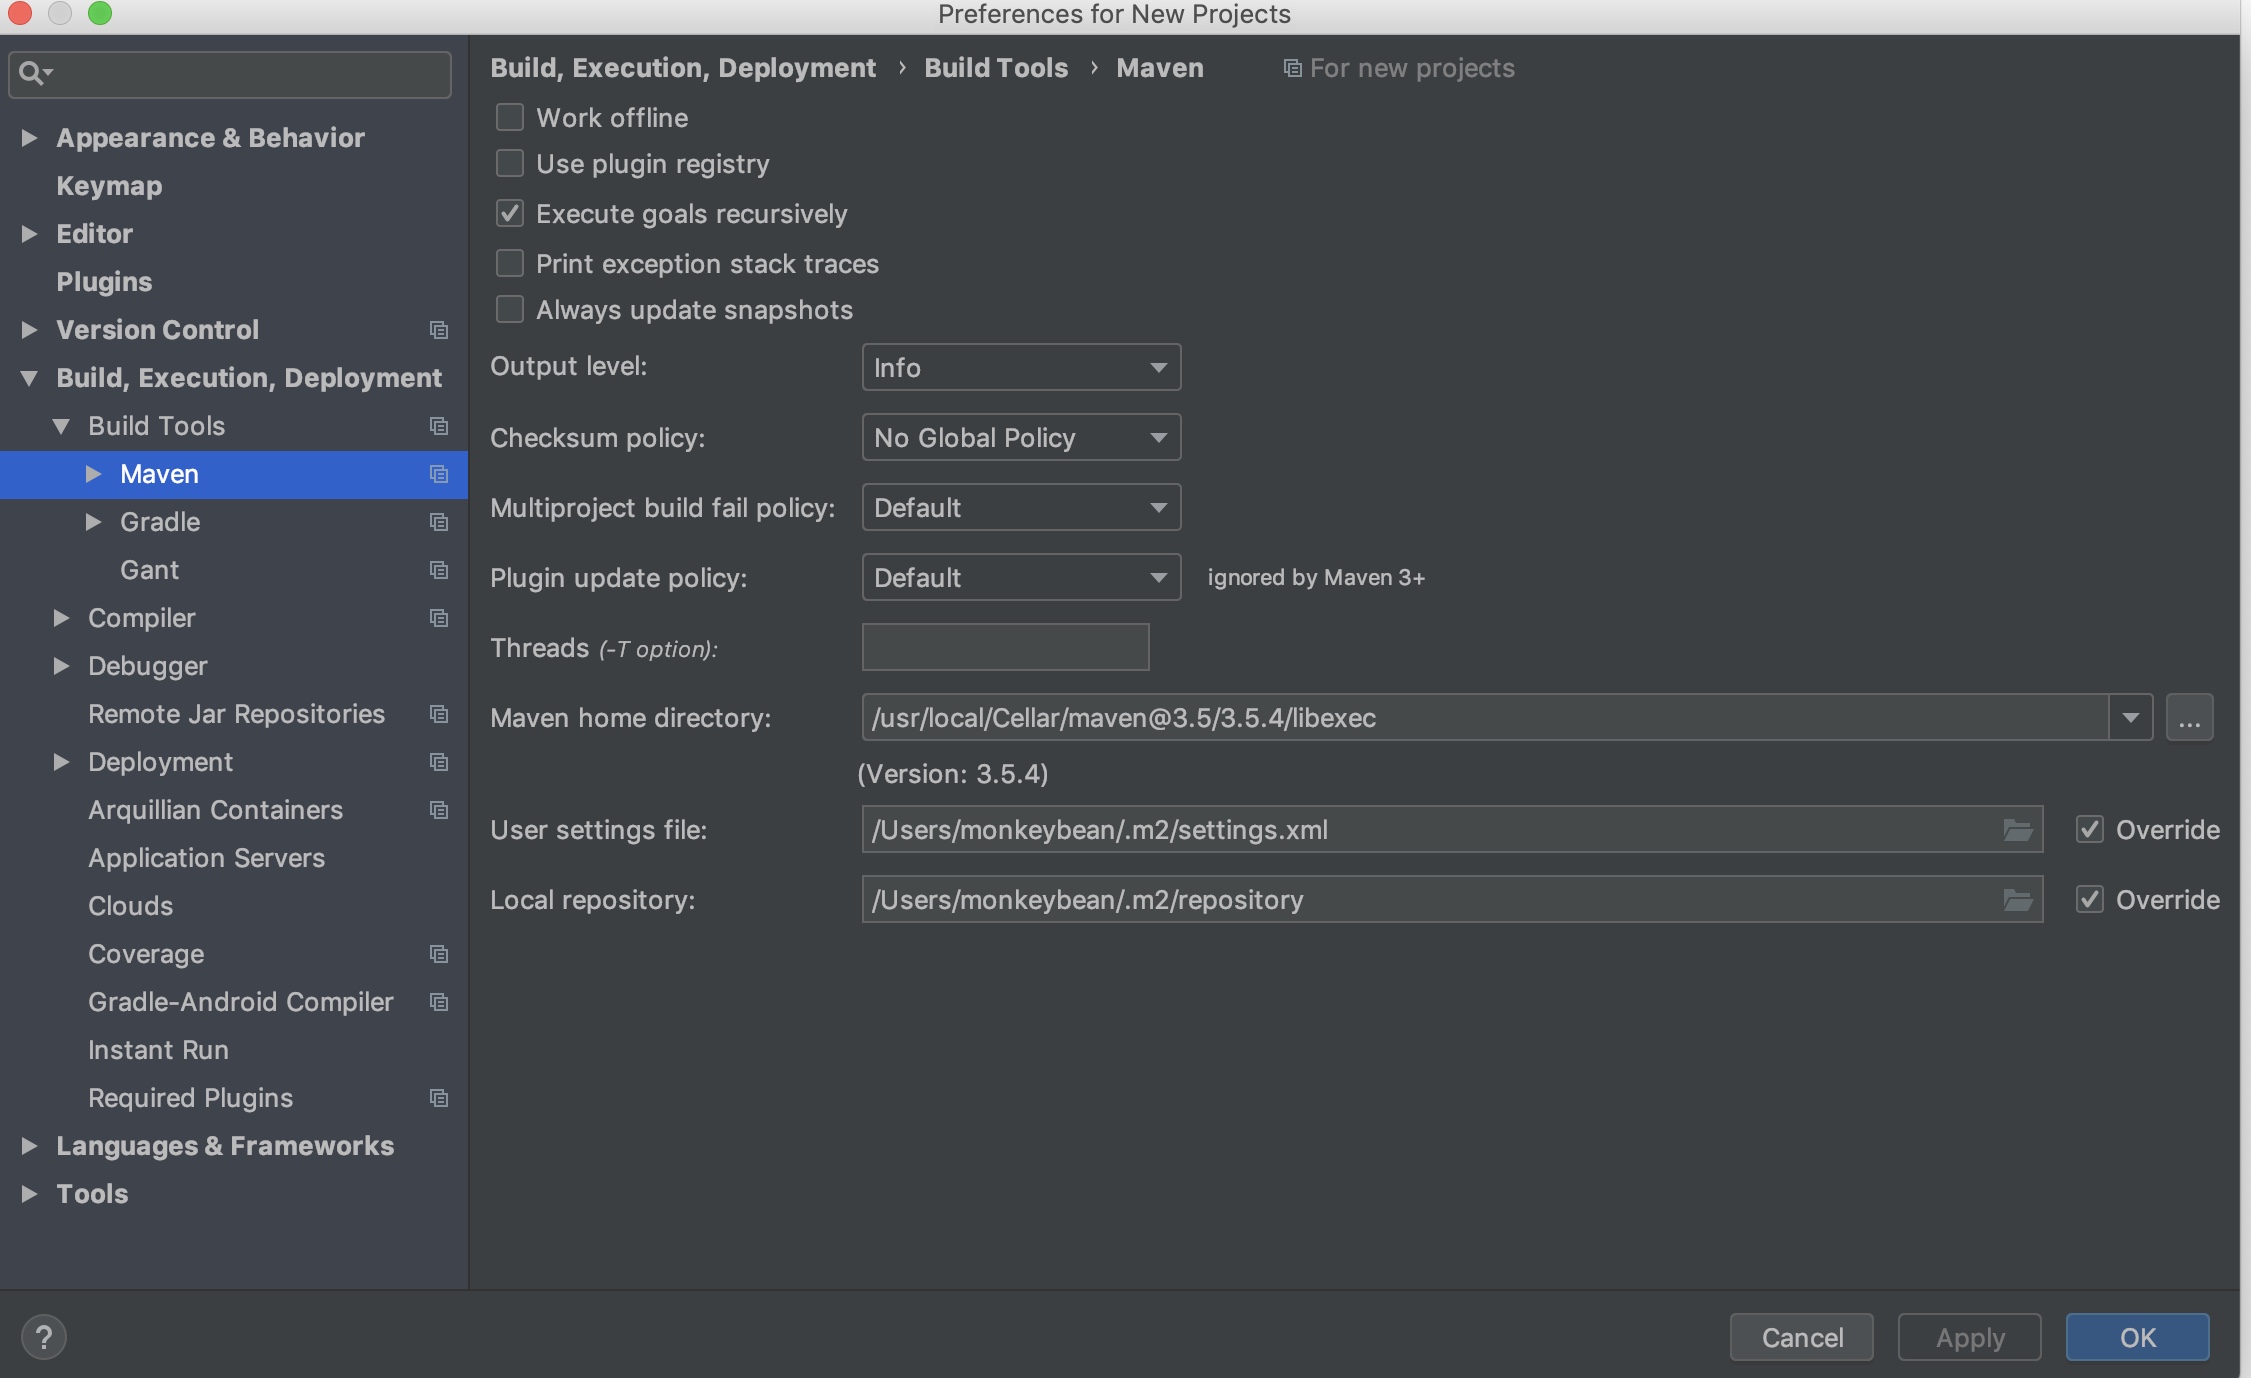 Preferences for New Projects
Appearance & Behavior
Keymap
Editor
Plugins
Version Control
Build, Execution, Deployment
Build Tools
Maven
Gradle
Gant
Compiler
Debugger
Remote Jar Repositories
Deployment
Arquillian Containers
Application Servers
Clouds
Coverage
Gradle-Android Compiler
Instant Run
Required Plugins
Languages & Frameworks
Tools
Build, Execution, Deployment › Build Tools › Maven For new projects
Work offline
Use plugin registry
Execute goals recursively
Print exception stack traces
Always update snapshots
Output level: Info
Checksum policy: No Global Policy
Multiproject build fail policy: Default
Plugin update policy: Default ignored by Maven 3+
Threads (-T option):
Maven home directory: /usr/local/Cellar/maven@3.5/3.5.4/libexec ...
(Version: 3.5.4)
User settings file: /Users/monkeybean/.m2/settings.xml Override
Local repository: /Users/monkeybean/.m2/repository Override
? Cancel Apply OK